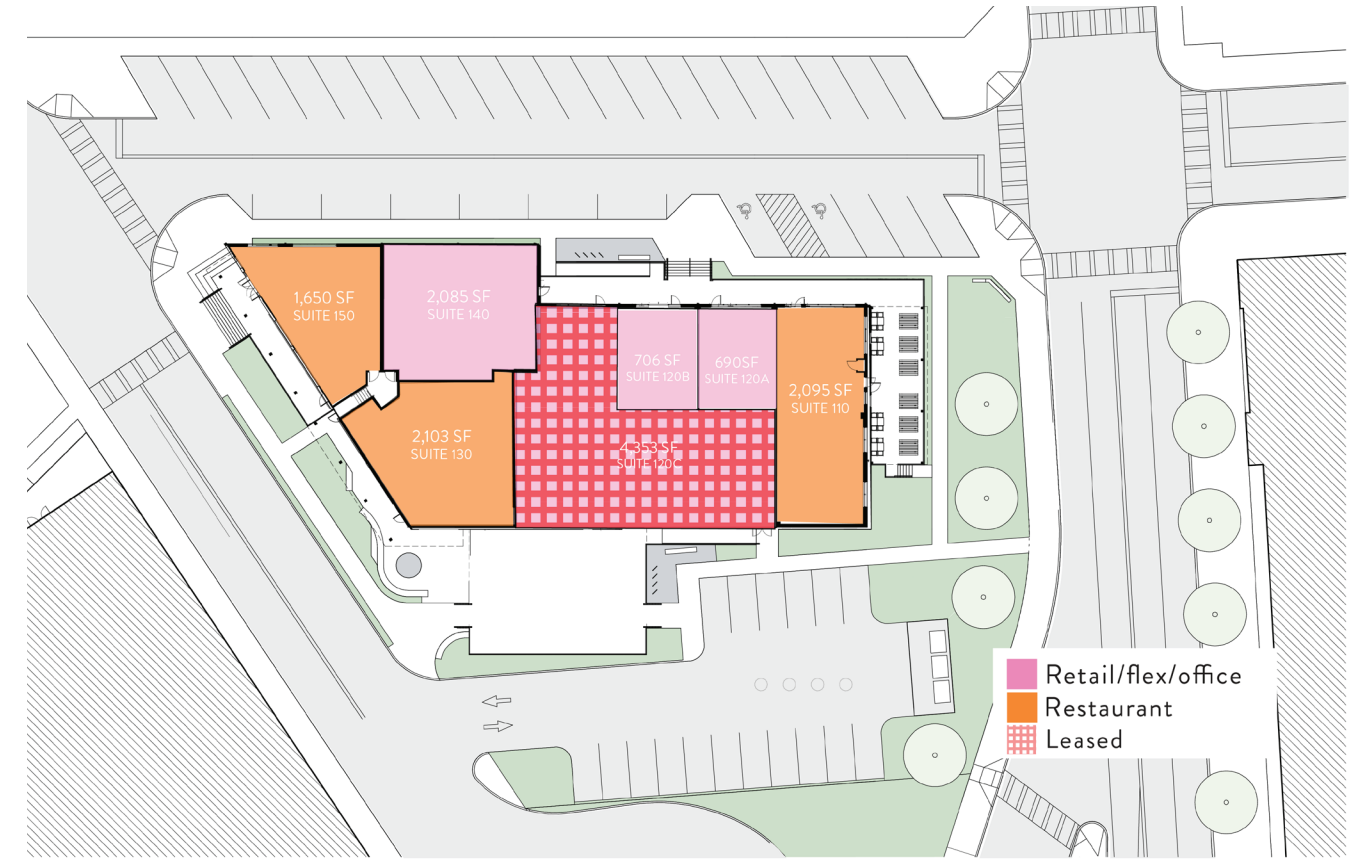 1,650 SF
SUITE 150
2,085 SF
SUITE 140
706 SF
SUITE 120B
690SF
SUITE 120A
2,095 SF
SUITE 110
2,103 SF
SUITE 130
4,353 SF
SUITE 120C
Retail/flex/office
Restaurant
Leased